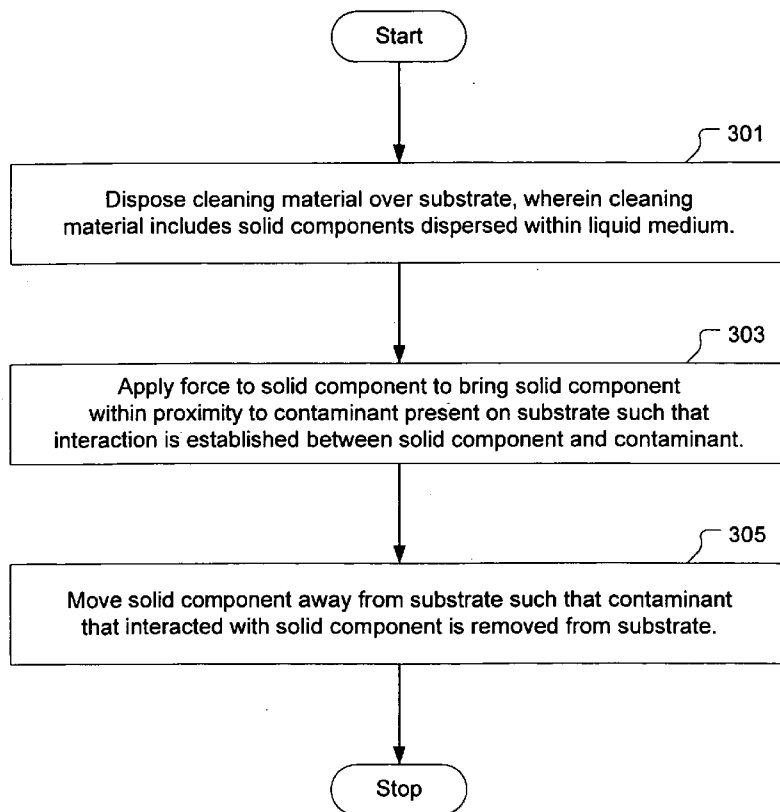 Start
301
Dispose cleaning material over substrate, wherein cleaning
material includes solid components dispersed within liquid medium.
303
Apply force to solid component to bring solid component
within proximity to contaminant present on substrate such that
interaction is established between solid component and contaminant.
305
Move solid component away from substrate such that contaminant
that interacted with solid component is removed from substrate.
Stop